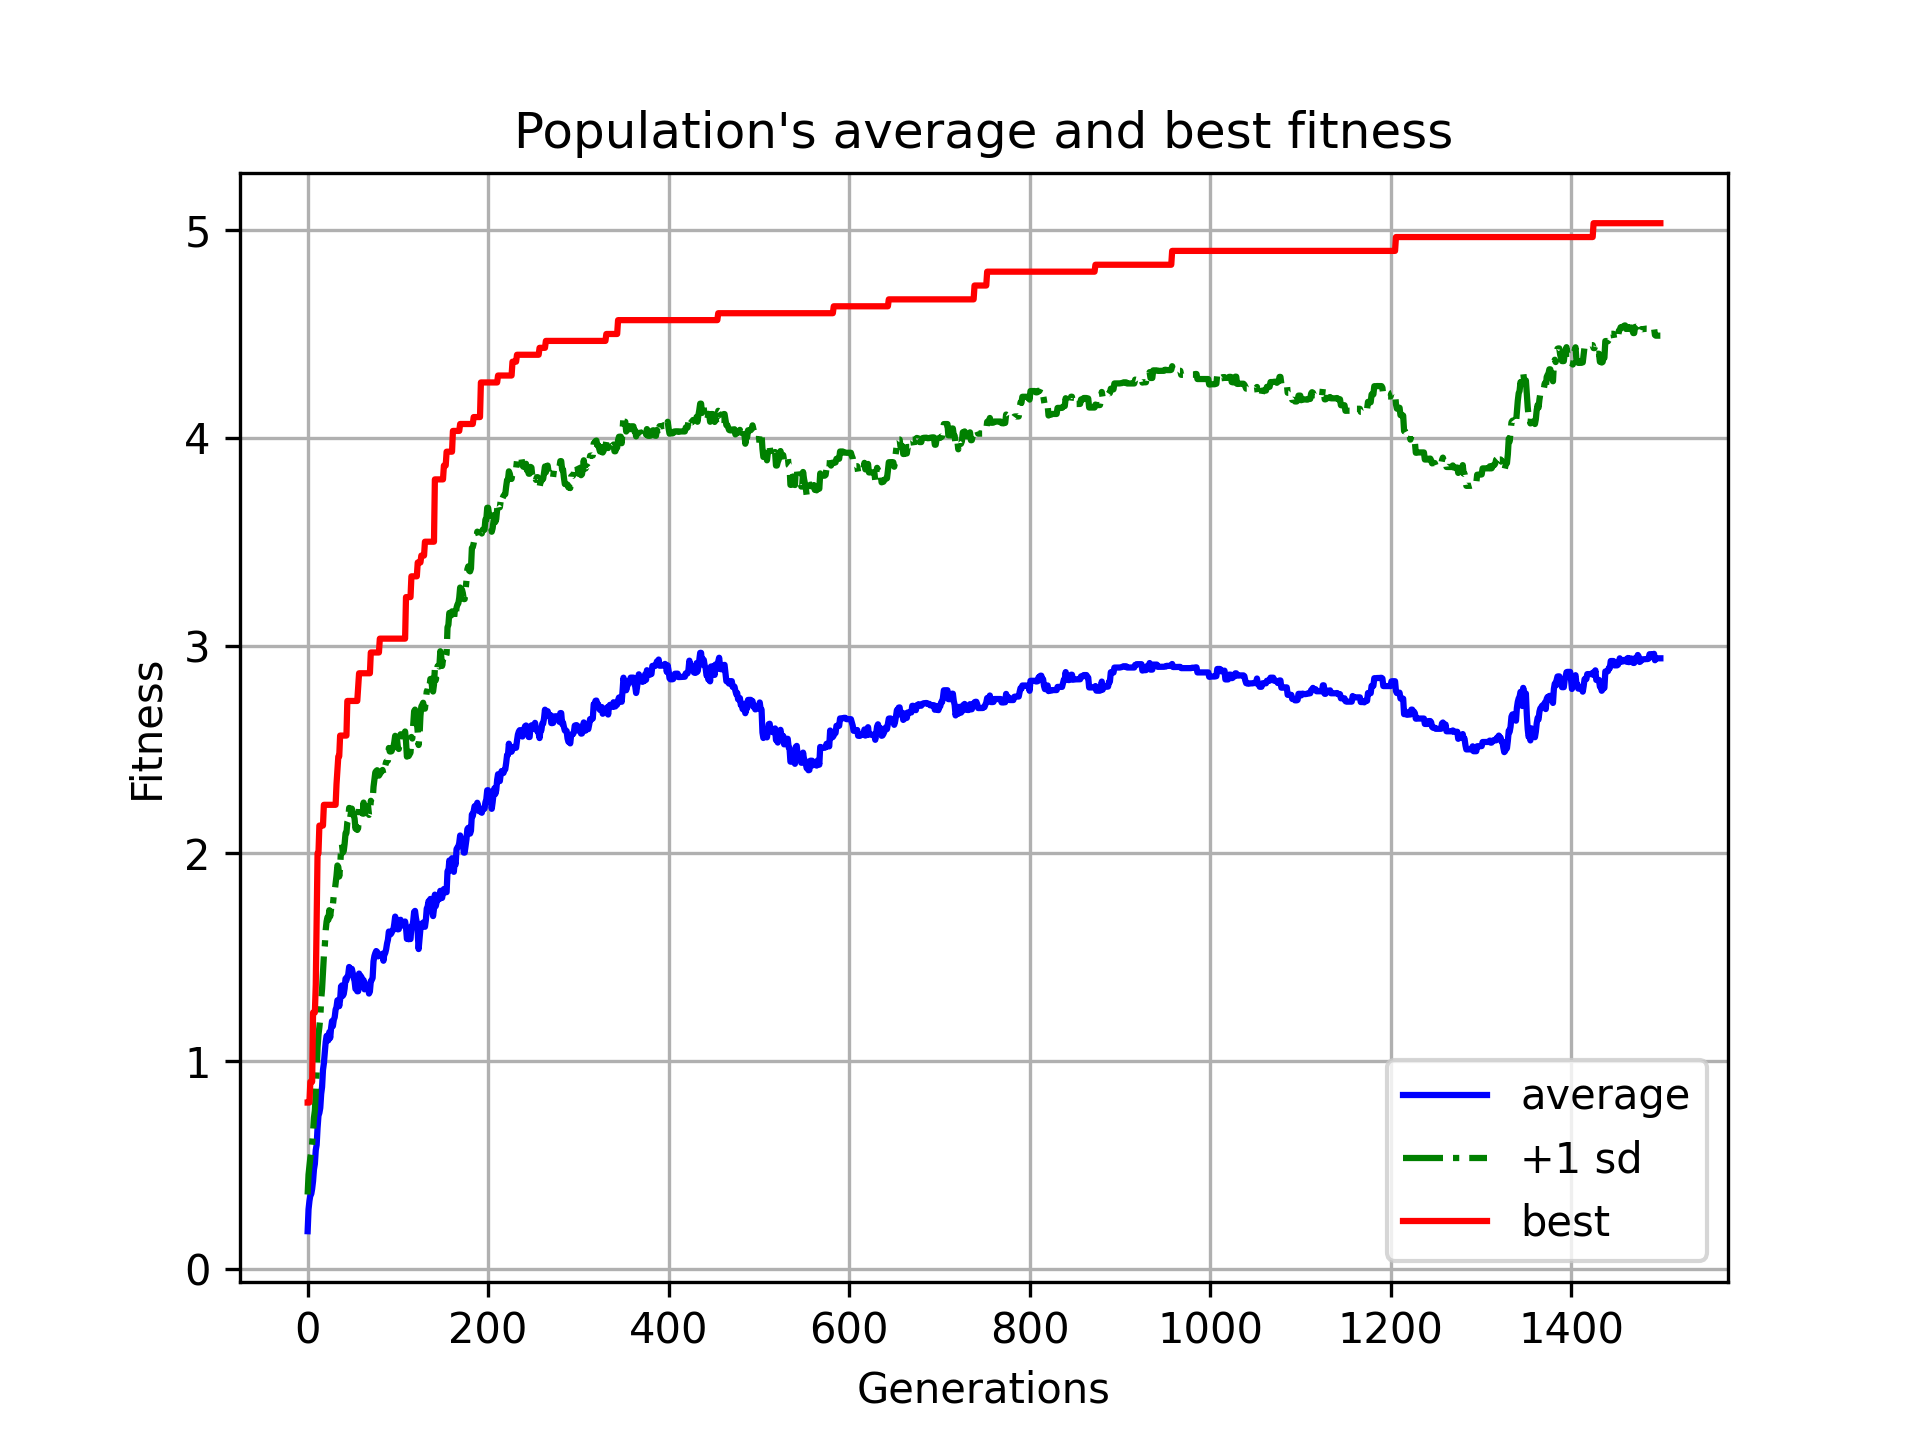 Population's average and best fitness
Fitness
5
4
3
2
1
0
0 200 400 600 800 1000 1200 1400
Generations
average
+1 sd
best